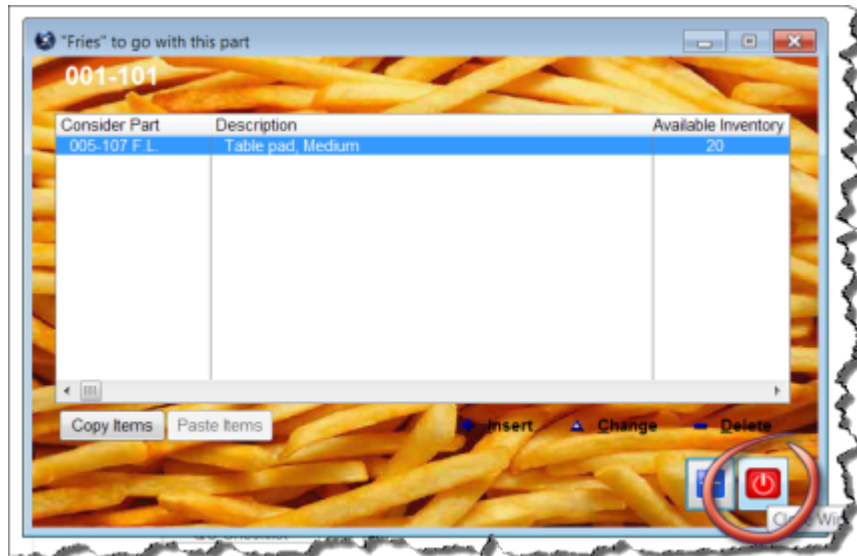 "Fries" to go with this part
001-101
Consider Part Description Available Inventory
005-107 F.L. Table pad, Medium 20
Copy Items Paste Items Insert Change Delete